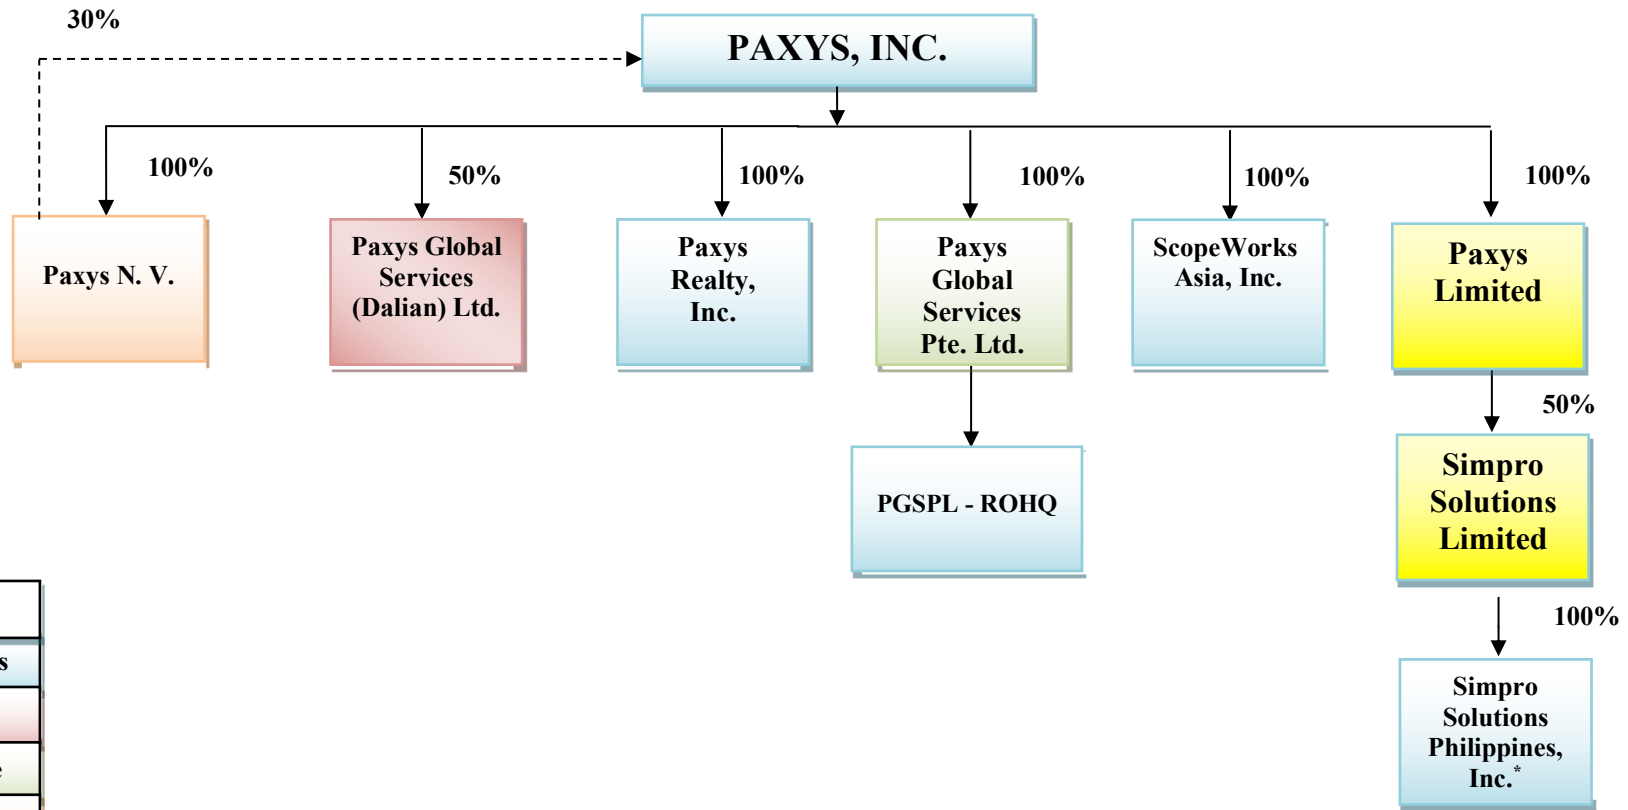 30%
PAXYS, INC.
100%
50%
100%
100%
100%
100%
Paxys N. V.
Paxys Global
Services
(Dalian) Ltd.
Paxys
Realty,
Inc.
Paxys
Global
Services
Pte. Ltd.
ScopeWorks
Asia, Inc.
Paxys
Limited
50%
PGSPL - ROHQ
Simpro
Solutions
Limited
100%
Simpro
Solutions
Philippines,
Inc.*